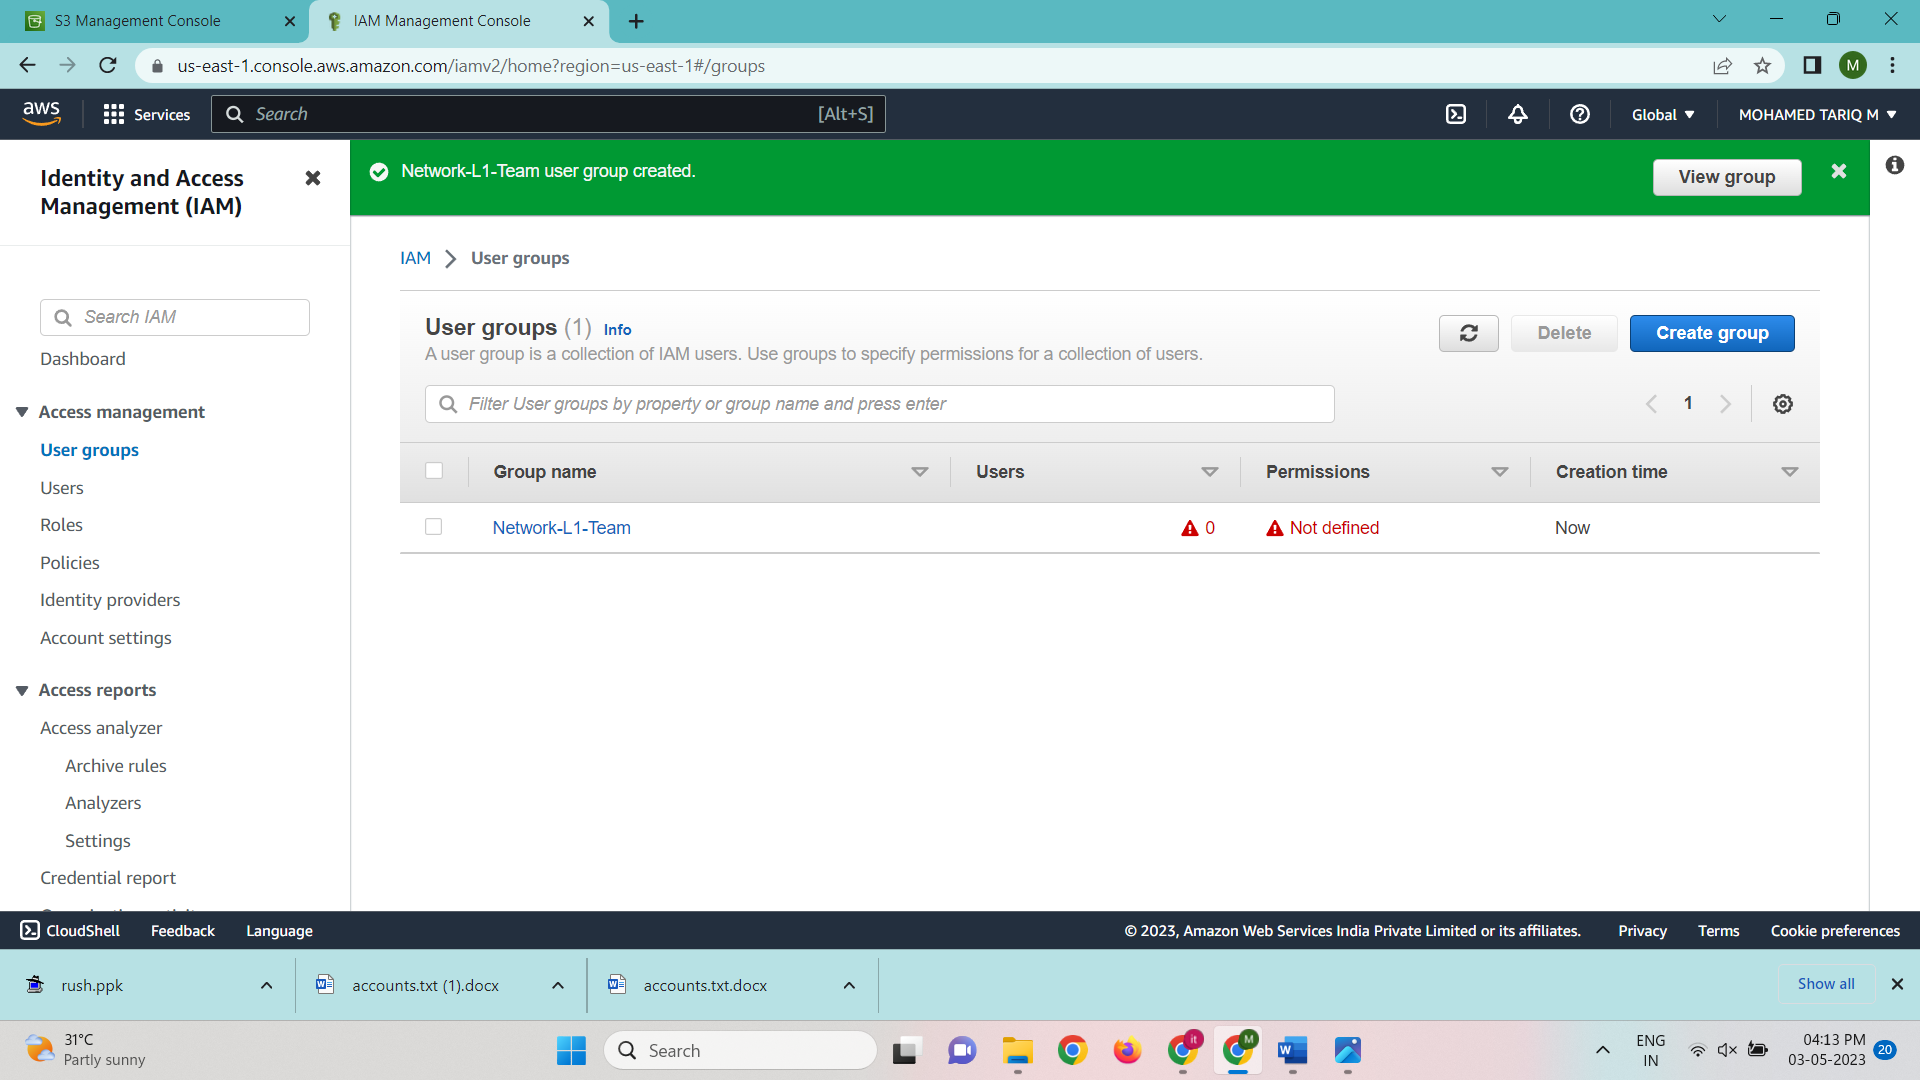 S3 Management Console
IAM Management Console
us-east-1.console.aws.amazon.com/iamv2/home?region=us-east-1#/groups
M
aws
Services
Search
[Alt+S]
Global
MOHAMED TARIQ M
Identity and Access
Management (IAM)
Network-L1-Team user group created.
View group
IAM
User groups
Search IAM
Dashboard
Access management
User groups
Users
Roles
Policies
Identity providers
Account settings
Access reports
Access analyzer
Archive rules
Analyzers
Settings
Credential report
User groups (1) Info
A user group is a collection of IAM users. Use groups to specify permissions for a collection of users.
Delete
Create group
Filter User groups by property or group name and press enter
1
Group name
Users
Permissions
Creation time
Network-L1-Team
0
Not defined
Now
CloudShell
Feedback
Language
© 2023, Amazon Web Services India Private Limited or its affiliates.
Privacy
Terms
Cookie preferences
rush.ppk
accounts.txt (1).docx
accounts.txt.docx
Show all
31°C
Partly sunny
Search
it
M
W
ENG
IN
04:13 PM
03-05-2023
20